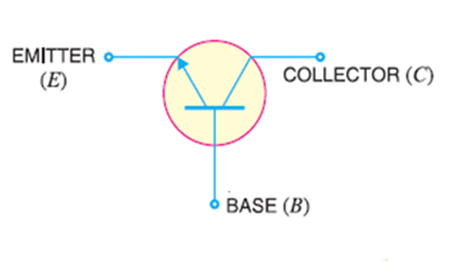 EMITTER
(E)
COLLECTOR (C)
BASE (B)